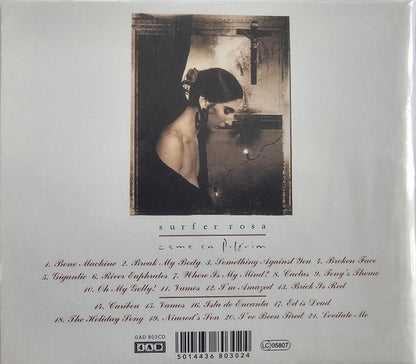 surfer rosa
come on Pilgrim
1. Bone Machine 2. Break My Body 3. Something Against You 4. Broken Face
5. Gigantic 6. River Euphrates 7. Where Is My Mind? 8. Cactus 9. Tony's Theme
10. Oh My Golly! 11. Vamos 12. I'm Amazed 13. Brick Is Red
14. Caribou 15. Vamos 16. Isla de Encanta 17. Ed is Dead
18. The Holiday Song 19. Nimrod's Son 20. I've Been Tired 21. Levitate Me
GAD 803CD
4AD
5014436 803024
LC 05807